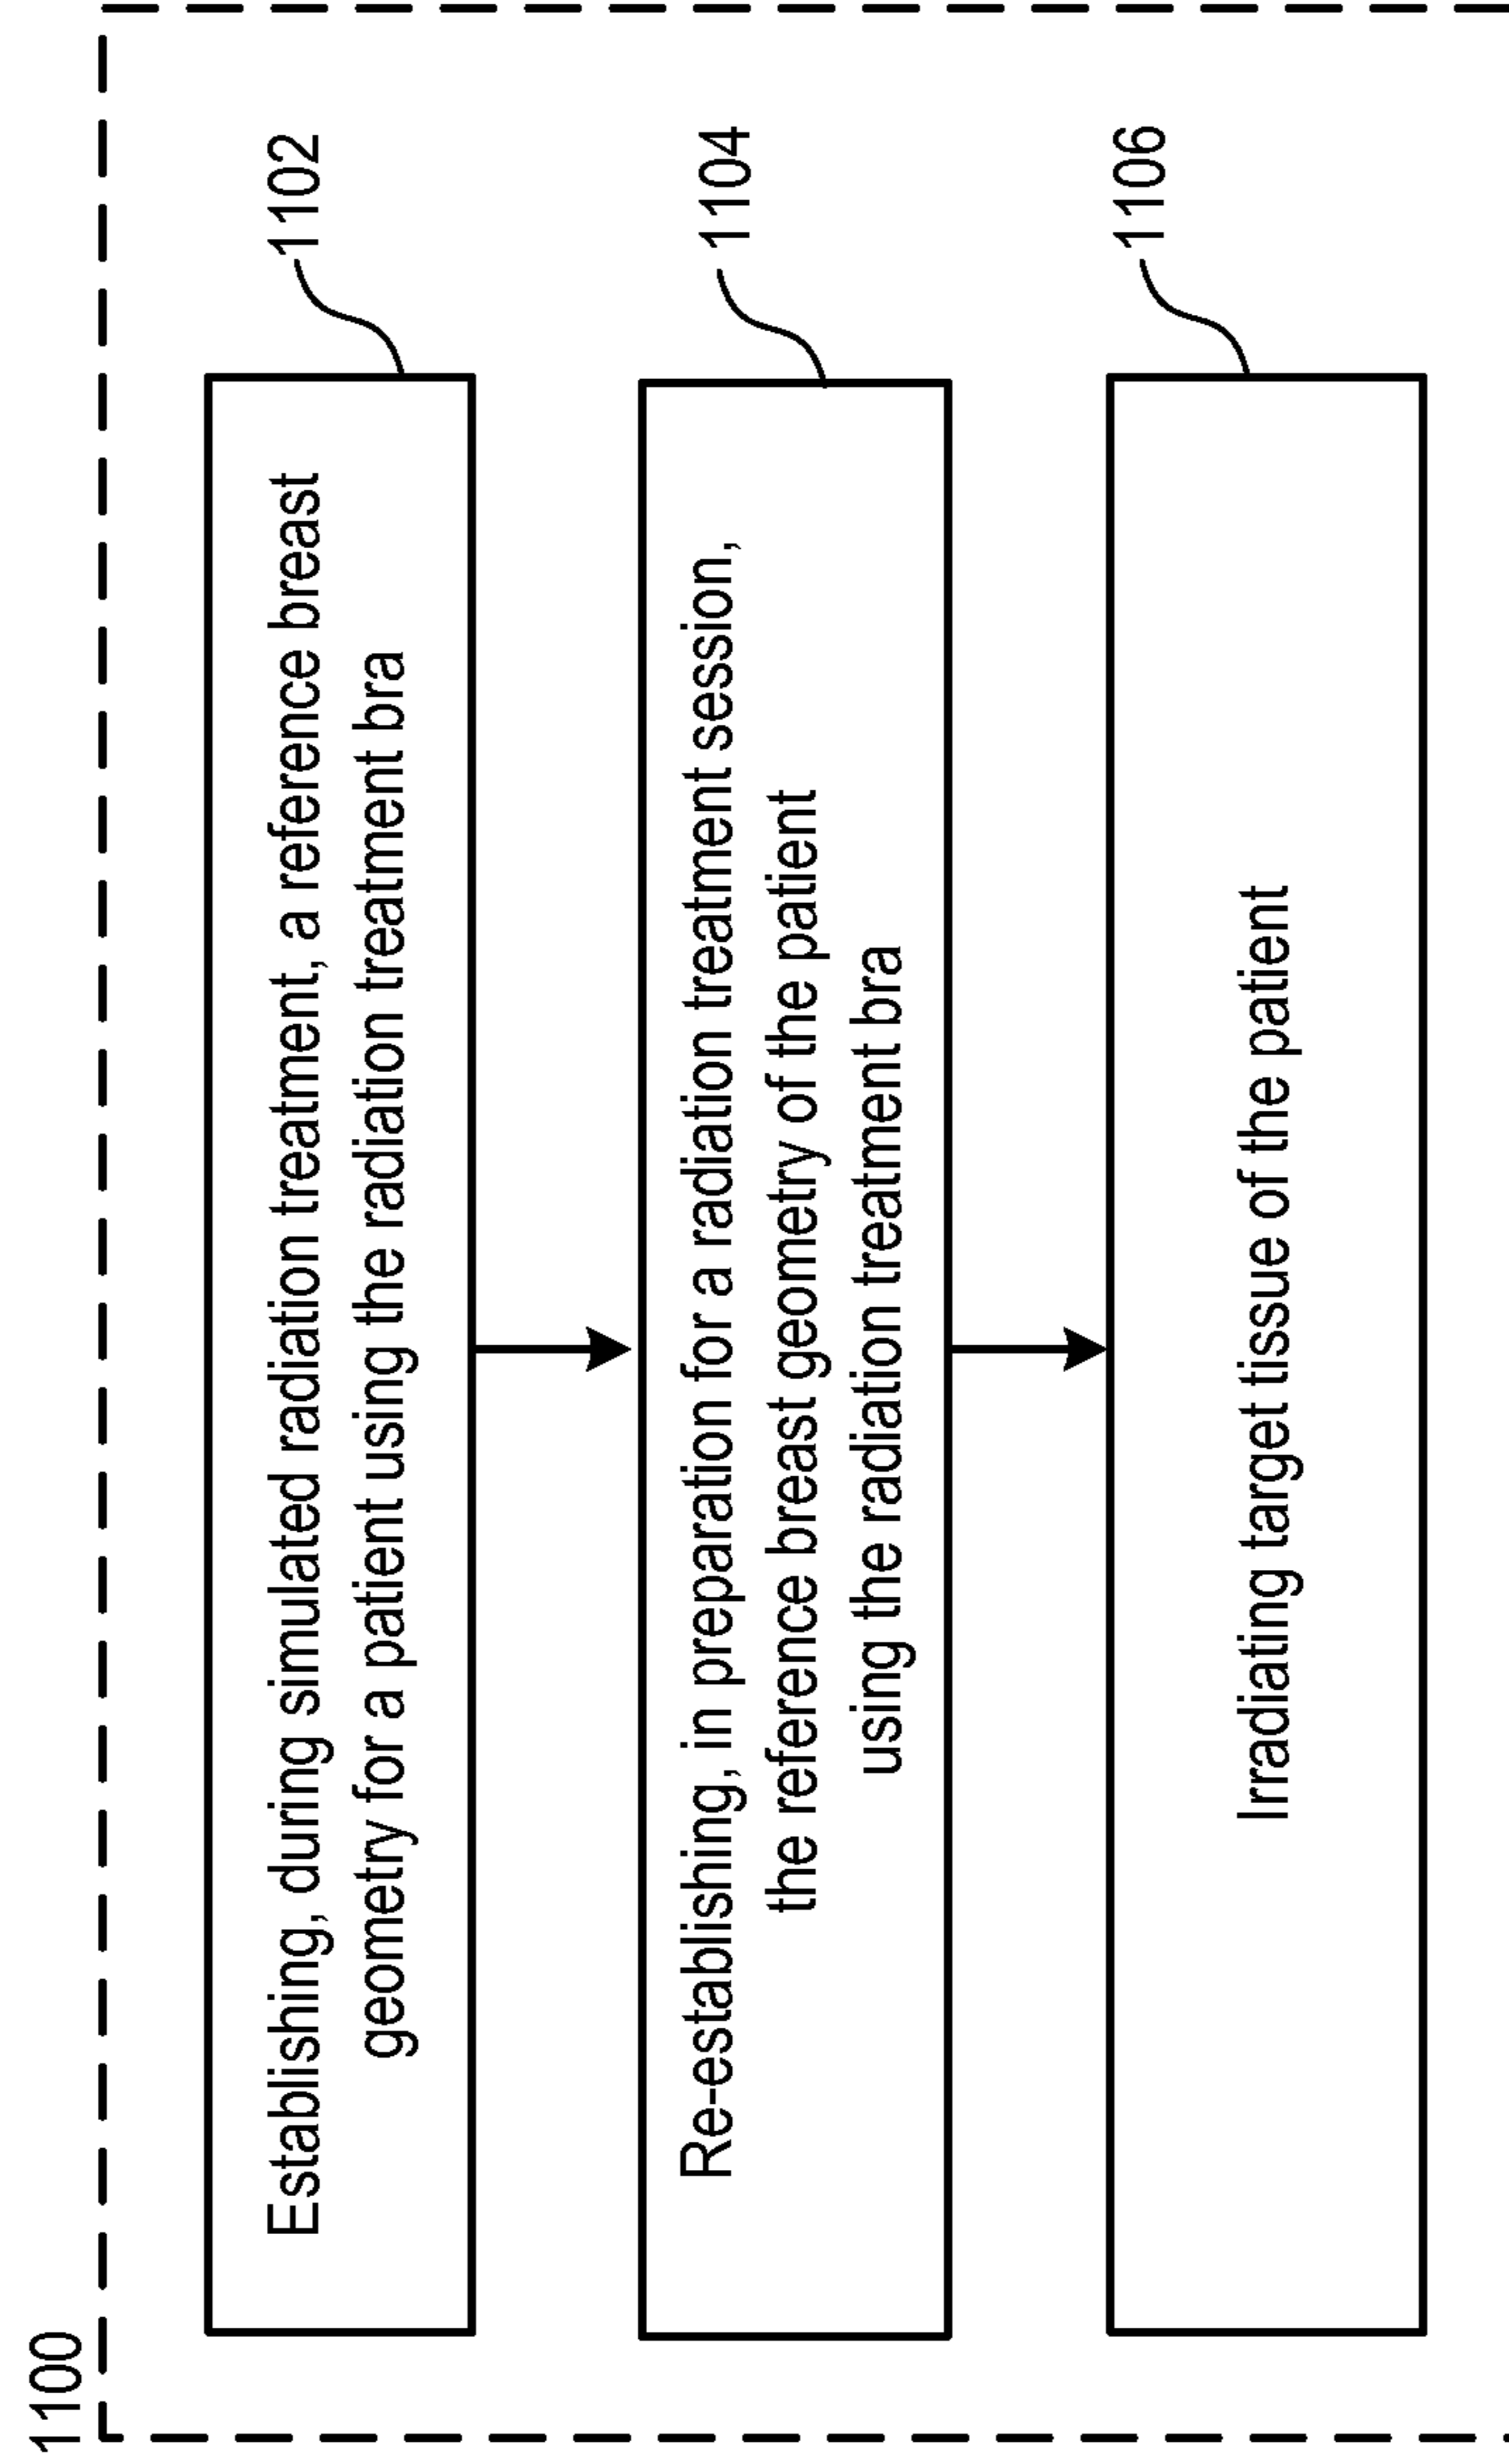 1100
Establishing, during simulated radiation treatment, a reference breast
geometry for a patient using the radiation treatment bra
1102
Re-establishing, in preparation for a radiation treatment session,
the reference breast geometry of the patient
using the radiation treatment bra
1104
Irradiating target tissue of the patient
1106